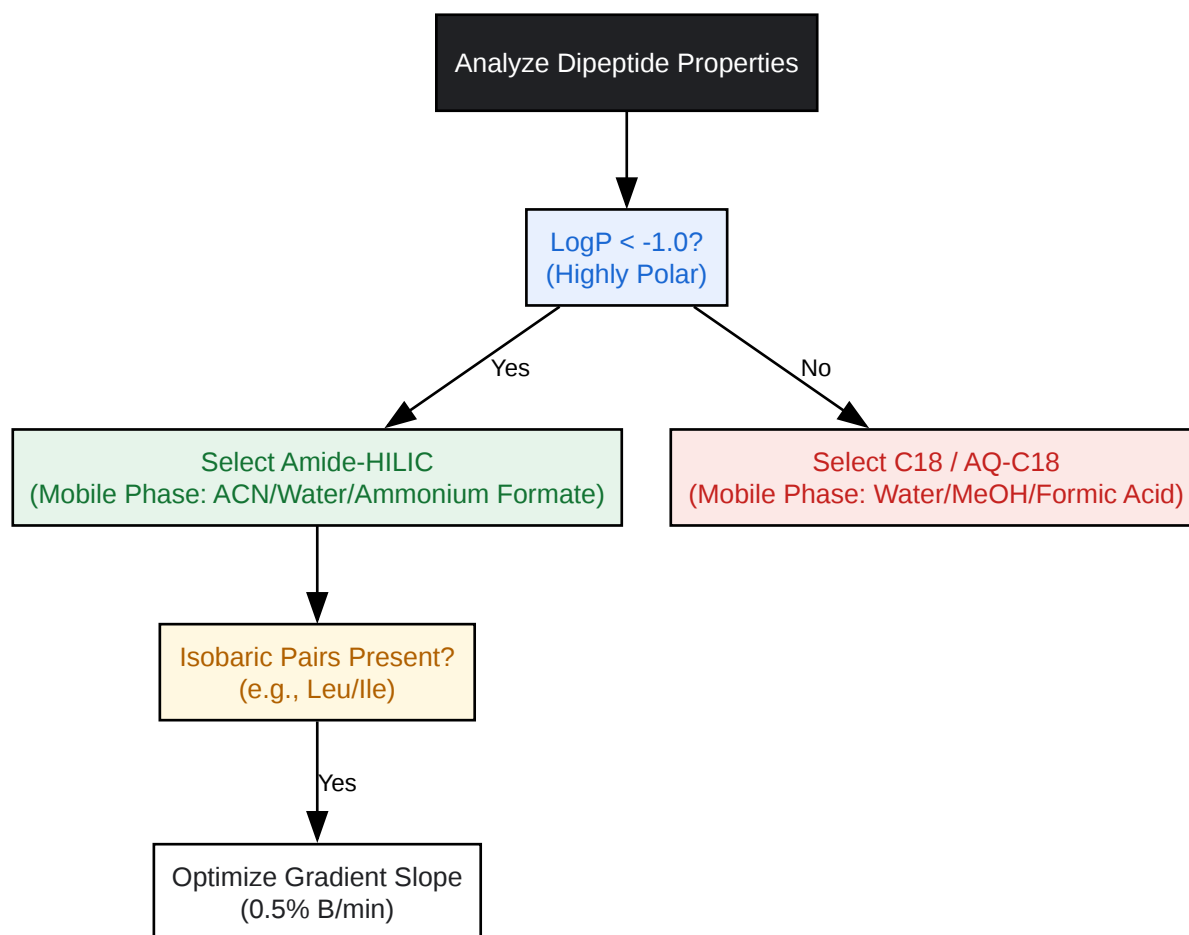 Analyze Dipeptide Properties
LogP < -1.0?
(Highly Polar)
Yes
No
Select Amide-HILIC
(Mobile Phase: ACN/Water/Ammonium Formate)
Select C18 / AQ-C18
(Mobile Phase: Water/MeOH/Formic Acid)
Isobaric Pairs Present?
(e.g., Leu/Ile)
Yes
Optimize Gradient Slope
(0.5% B/min)